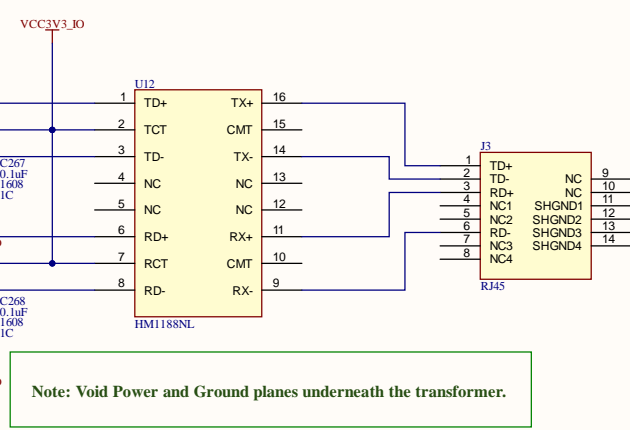 VCC3V3_IO
U12
1 TD+ TX+ 16
2 TCT CMT 15
3 TD- TX- 14
4 NC NC 13
5 NC NC 12
6 RD+ RX+ 11
7 RCT CMT 10
8 RD- RX- 9
HM1188NL
C267
0.1uF
1608
1C
C268
0.1uF
1608
1C
J3
1 TD+
2 TD- NC 9
3 RD+ NC 10
4 NC1 SHGND1 11
5 NC2 SHGND2 12
6 RD- SHGND3 13
7 NC3 SHGND4 14
8 NC4
RJ45
Note: Void Power and Ground planes underneath the transformer.